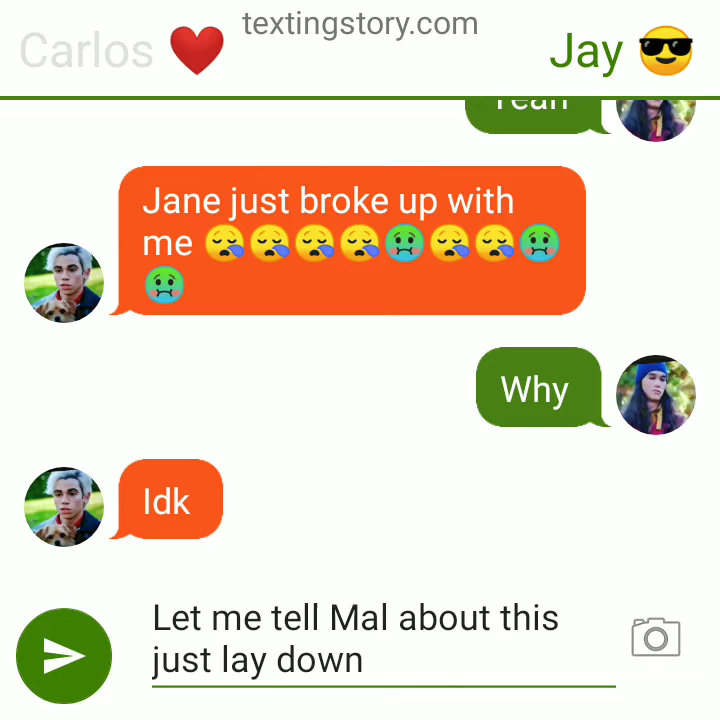 textingstory.com
Carlos ❤️
Jay 😎
Yeah
Jane just broke up with
me 😪😪😪😪🤢😪😪🤢
🤢
Why
Idk
Let me tell Mal about this
just lay down